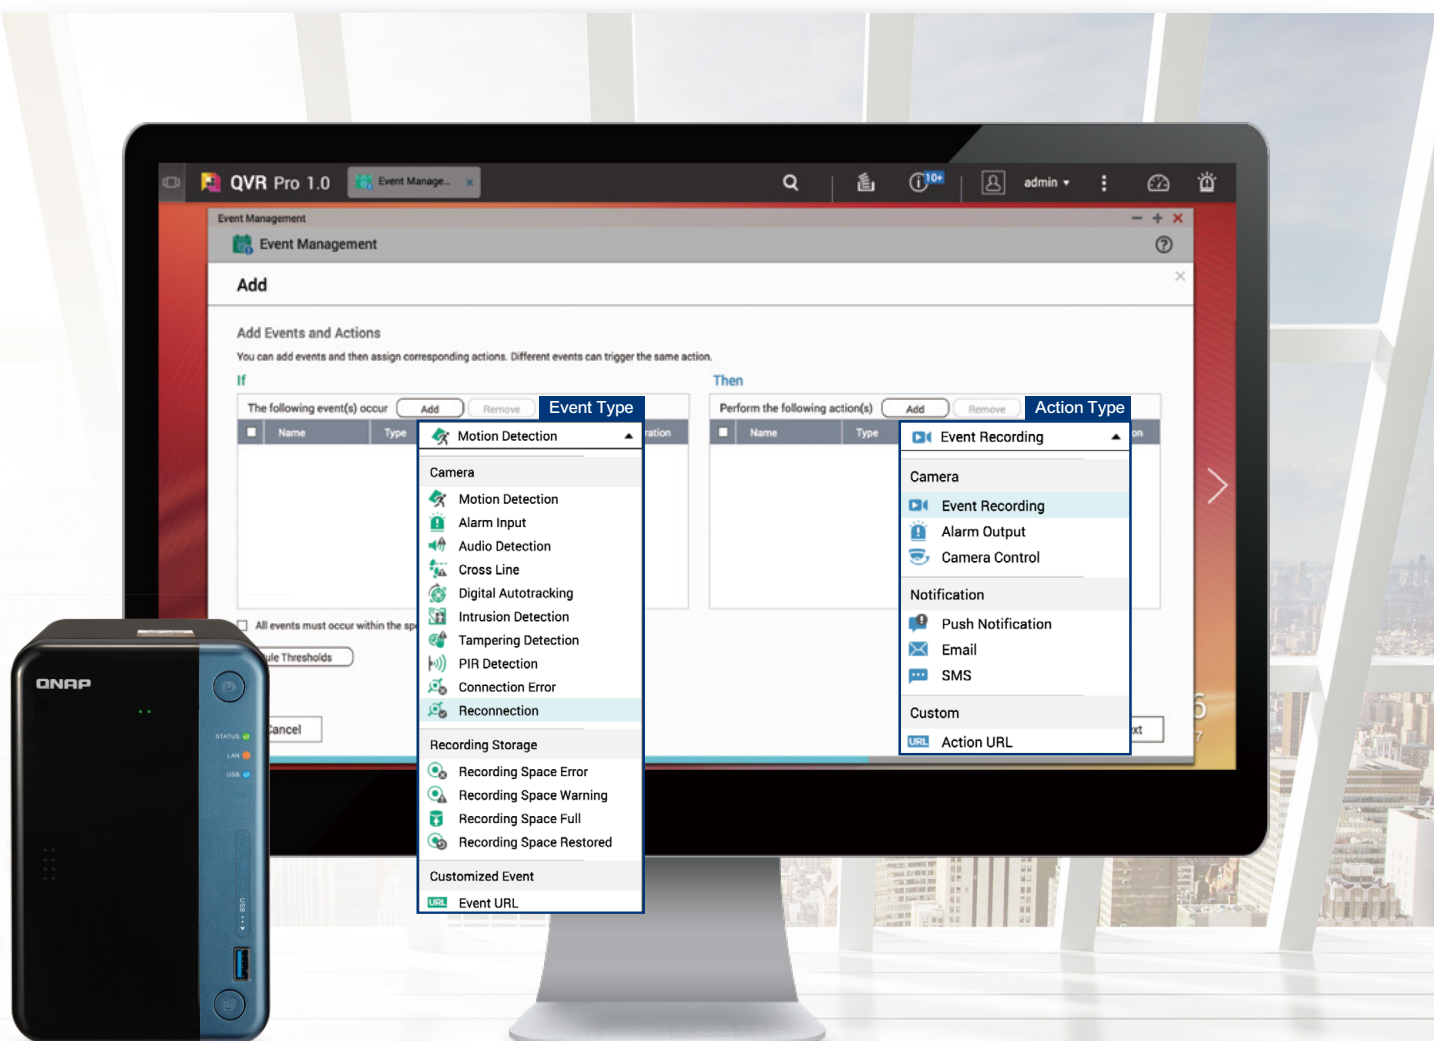 QVR Pro 1.0
Event Manage...
10+
admin
Event Management
Event Management
Add
Add Events and Actions
You can add events and then assign corresponding actions. Different events can trigger the same action.
If
Then
The following event(s) occur
Add
Remove
Event Type
Perform the following action(s)
Add
Remove
Action Type
Name
Type
ration
Name
Type
on
Motion Detection
Camera
Motion Detection
Alarm Input
Audio Detection
Cross Line
Digital Autotracking
Intrusion Detection
Tampering Detection
PIR Detection
Connection Error
Reconnection
Recording Storage
Recording Space Error
Recording Space Warning
Recording Space Full
Recording Space Restored
Customized Event
URL Event URL
Event Recording
Camera
Event Recording
Alarm Output
Camera Control
Notification
Push Notification
Email
SMS
Custom
URL Action URL
All events must occur within the sp
ule Thresholds
Cancel
xt
6
7
QNAP
STATUS
LAN
USB
USB